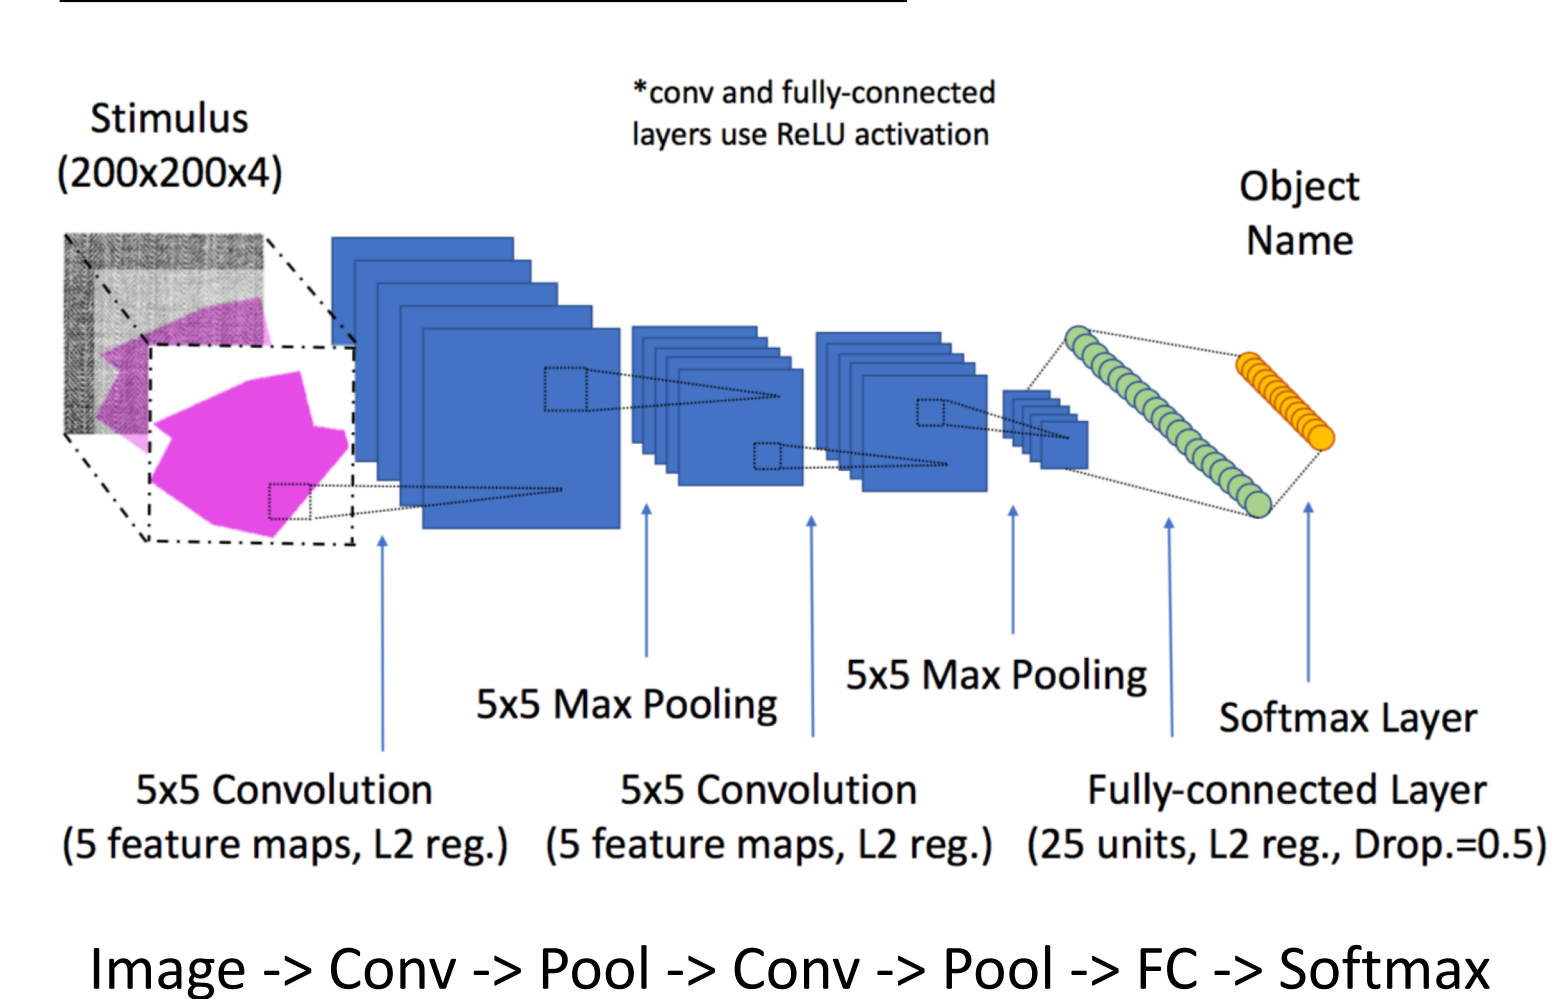 *conv and fully-connected
layers use ReLU activation
Stimulus
(200x200x4)
Object
Name
5x5 Max Pooling
5x5 Max Pooling
Softmax Layer
5x5 Convolution
(5 feature maps, L2 reg.)
5x5 Convolution
(5 feature maps, L2 reg.)
Fully-connected Layer
(25 units, L2 reg., Drop.=0.5)
Image -> Conv -> Pool -> Conv -> Pool -> FC -> Softmax